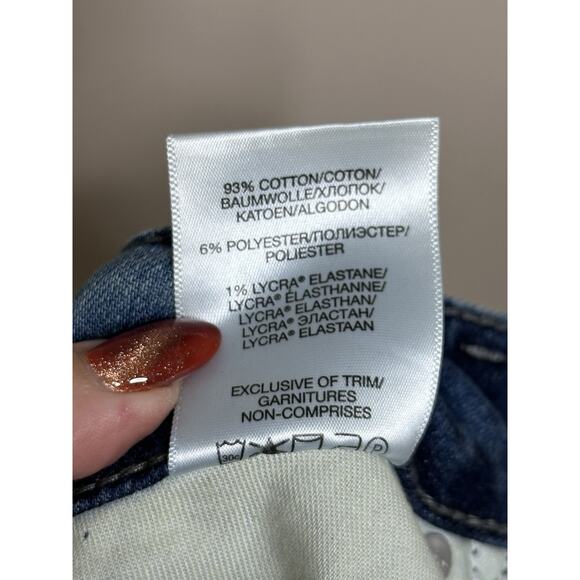 93% COTTON/COTON/
BAUMWOLLE/ХЛОПОК/
KATOEN/ALGODON
6% POLYESTER/ПОЛИЭСТЕР/
POLIESTER
1% LYCRA® ELASTANE/
LYCRA® ÉLASTHANNE/
LYCRA® ELASTHAN/
LYCRA® ЭЛАСТАН/
LYCRA® ELASTAAN
EXCLUSIVE OF TRIM/
GARNITURES
NON-COMPRISES
30c P